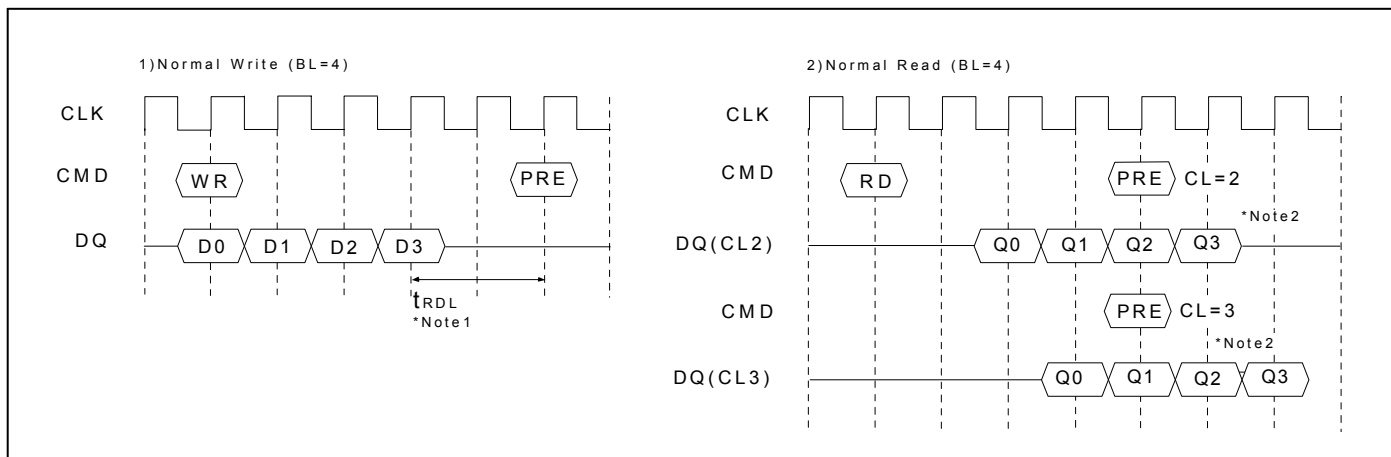 1)Normal Write (BL=4)
CLK
CMD WR PRE
DQ D0 D1 D2 D3
tRDL
*Note1
2)Normal Read (BL=4)
CLK
CMD RD PRE CL=2
*Note2
DQ(CL2) Q0 Q1 Q2 Q3
CMD PRE CL=3
*Note2
DQ(CL3) Q0 Q1 Q2 Q3